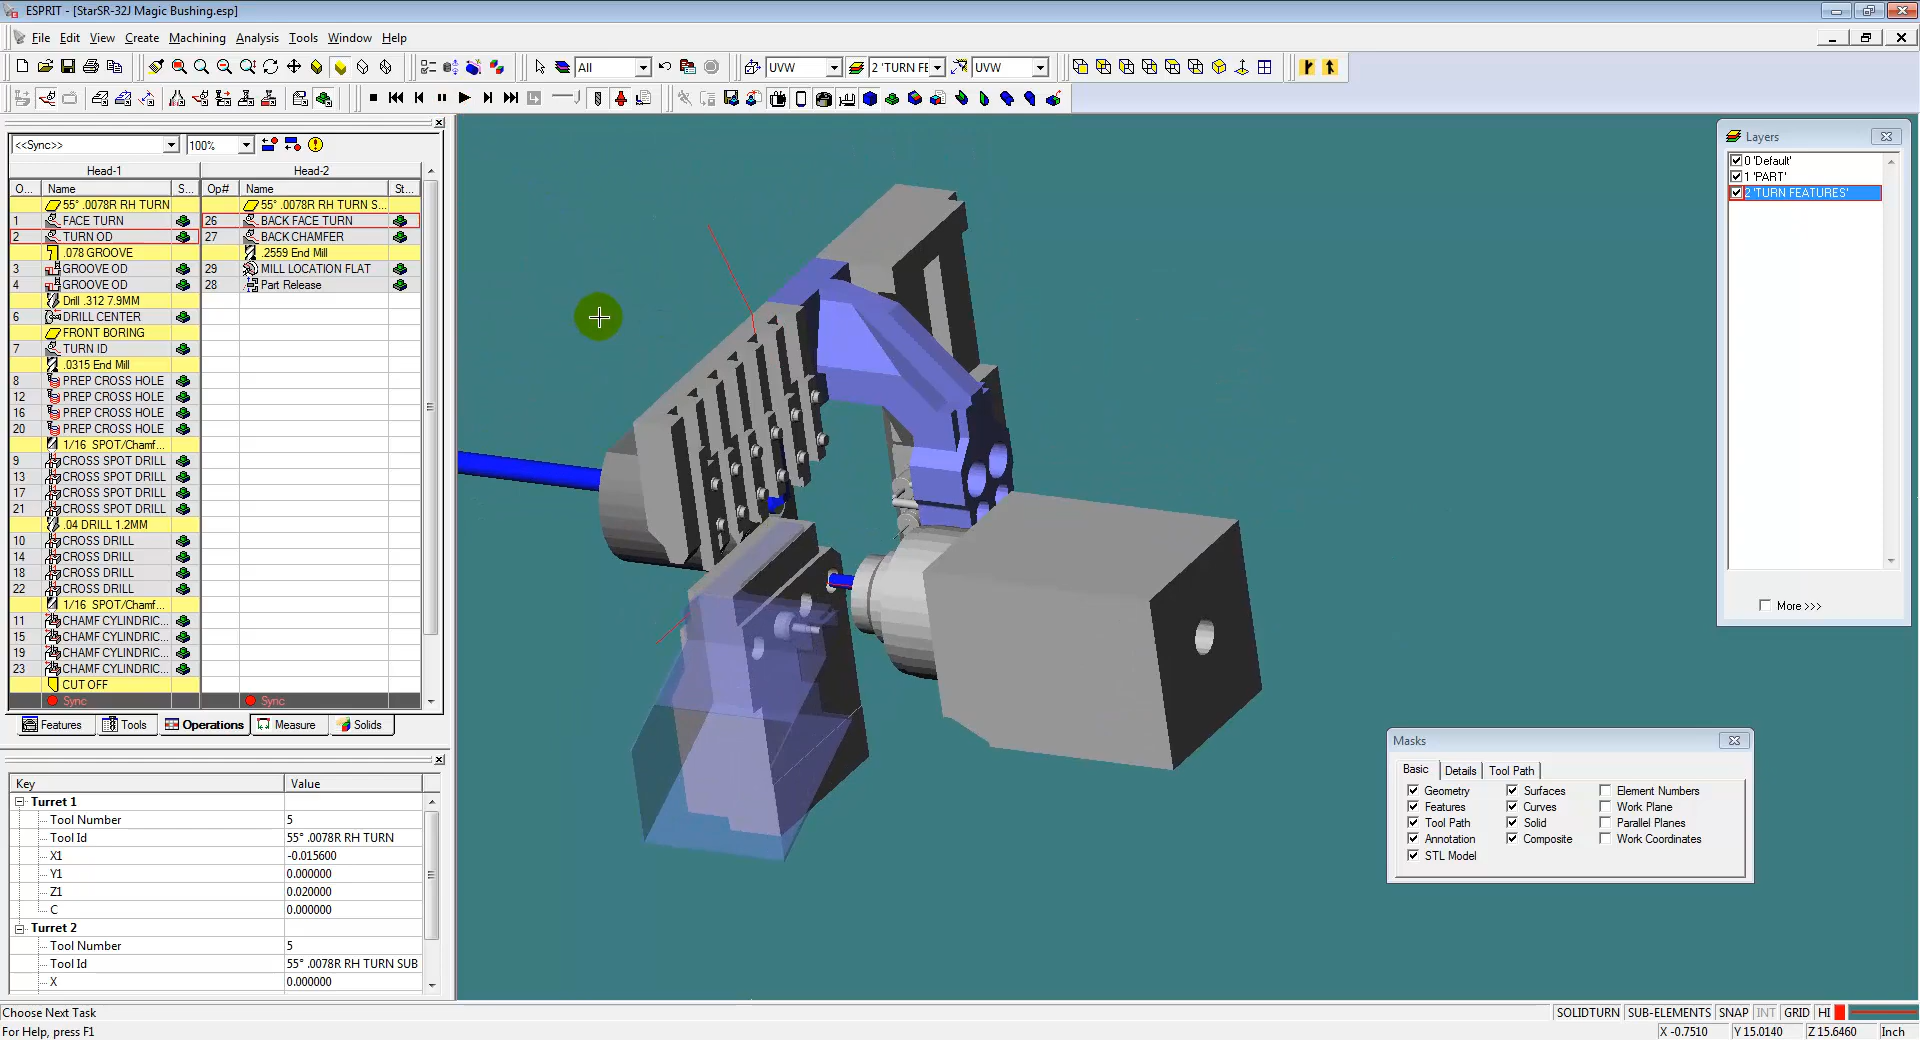 ESPRIT - [StarSR-32J Magic Bushing.esp]
File Edit View Create Machining Analysis Tools Window Help
All UVW 2 'TURN FE UVW
<<Sync>> 100%
Head-1 Head-2
O... Name S... Op# Name St...
55° .0078R RH TURN 55° .0078R RH TURN S...
1 FACE TURN 26 BACK FACE TURN
2 TURN OD 27 BACK CHAMFER
.078 GROOVE .2559 End Mill
3 GROOVE OD 29 MILL LOCATION FLAT
4 GROOVE OD 28 Part Release
Drill .312 7.9MM
6 DRILL CENTER
FRONT BORING
7 TURN ID
.0315 End Mill
8 PREP CROSS HOLE
12 PREP CROSS HOLE
16 PREP CROSS HOLE
20 PREP CROSS HOLE
1/16 SPOT/Chamf...
9 CROSS SPOT DRILL
13 CROSS SPOT DRILL
17 CROSS SPOT DRILL
21 CROSS SPOT DRILL
.04 DRILL 1.2MM
10 CROSS DRILL
14 CROSS DRILL
18 CROSS DRILL
22 CROSS DRILL
1/16 SPOT/Chamf...
11 CHAMF CYLINDRIC...
15 CHAMF CYLINDRIC...
19 CHAMF CYLINDRIC...
23 CHAMF CYLINDRIC...
CUT OFF
Sync Sync
Features Tools Operations Measure Solids
Key Value
Turret 1
Tool Number 5
Tool Id 55° .0078R RH TURN
X1 -0.015600
Y1 0.000000
Z1 0.020000
C 0.000000
Turret 2
Tool Number 5
Tool Id 55° .0078R RH TURN SUB
X 0.000000
Layers
0 'Default'
1 'PART'
2 'TURN FEATURES'
More >>>
Masks
Basic Details Tool Path
Geometry Surfaces Element Numbers
Features Curves Work Plane
Tool Path Solid Parallel Planes
Annotation Composite Work Coordinates
STL Model
Choose Next Task
SOLIDTURN SUB-ELEMENTS SNAP INT GRID HI
For Help, press F1
X -0.7510 Y 15.0140 Z 15.6460 Inch